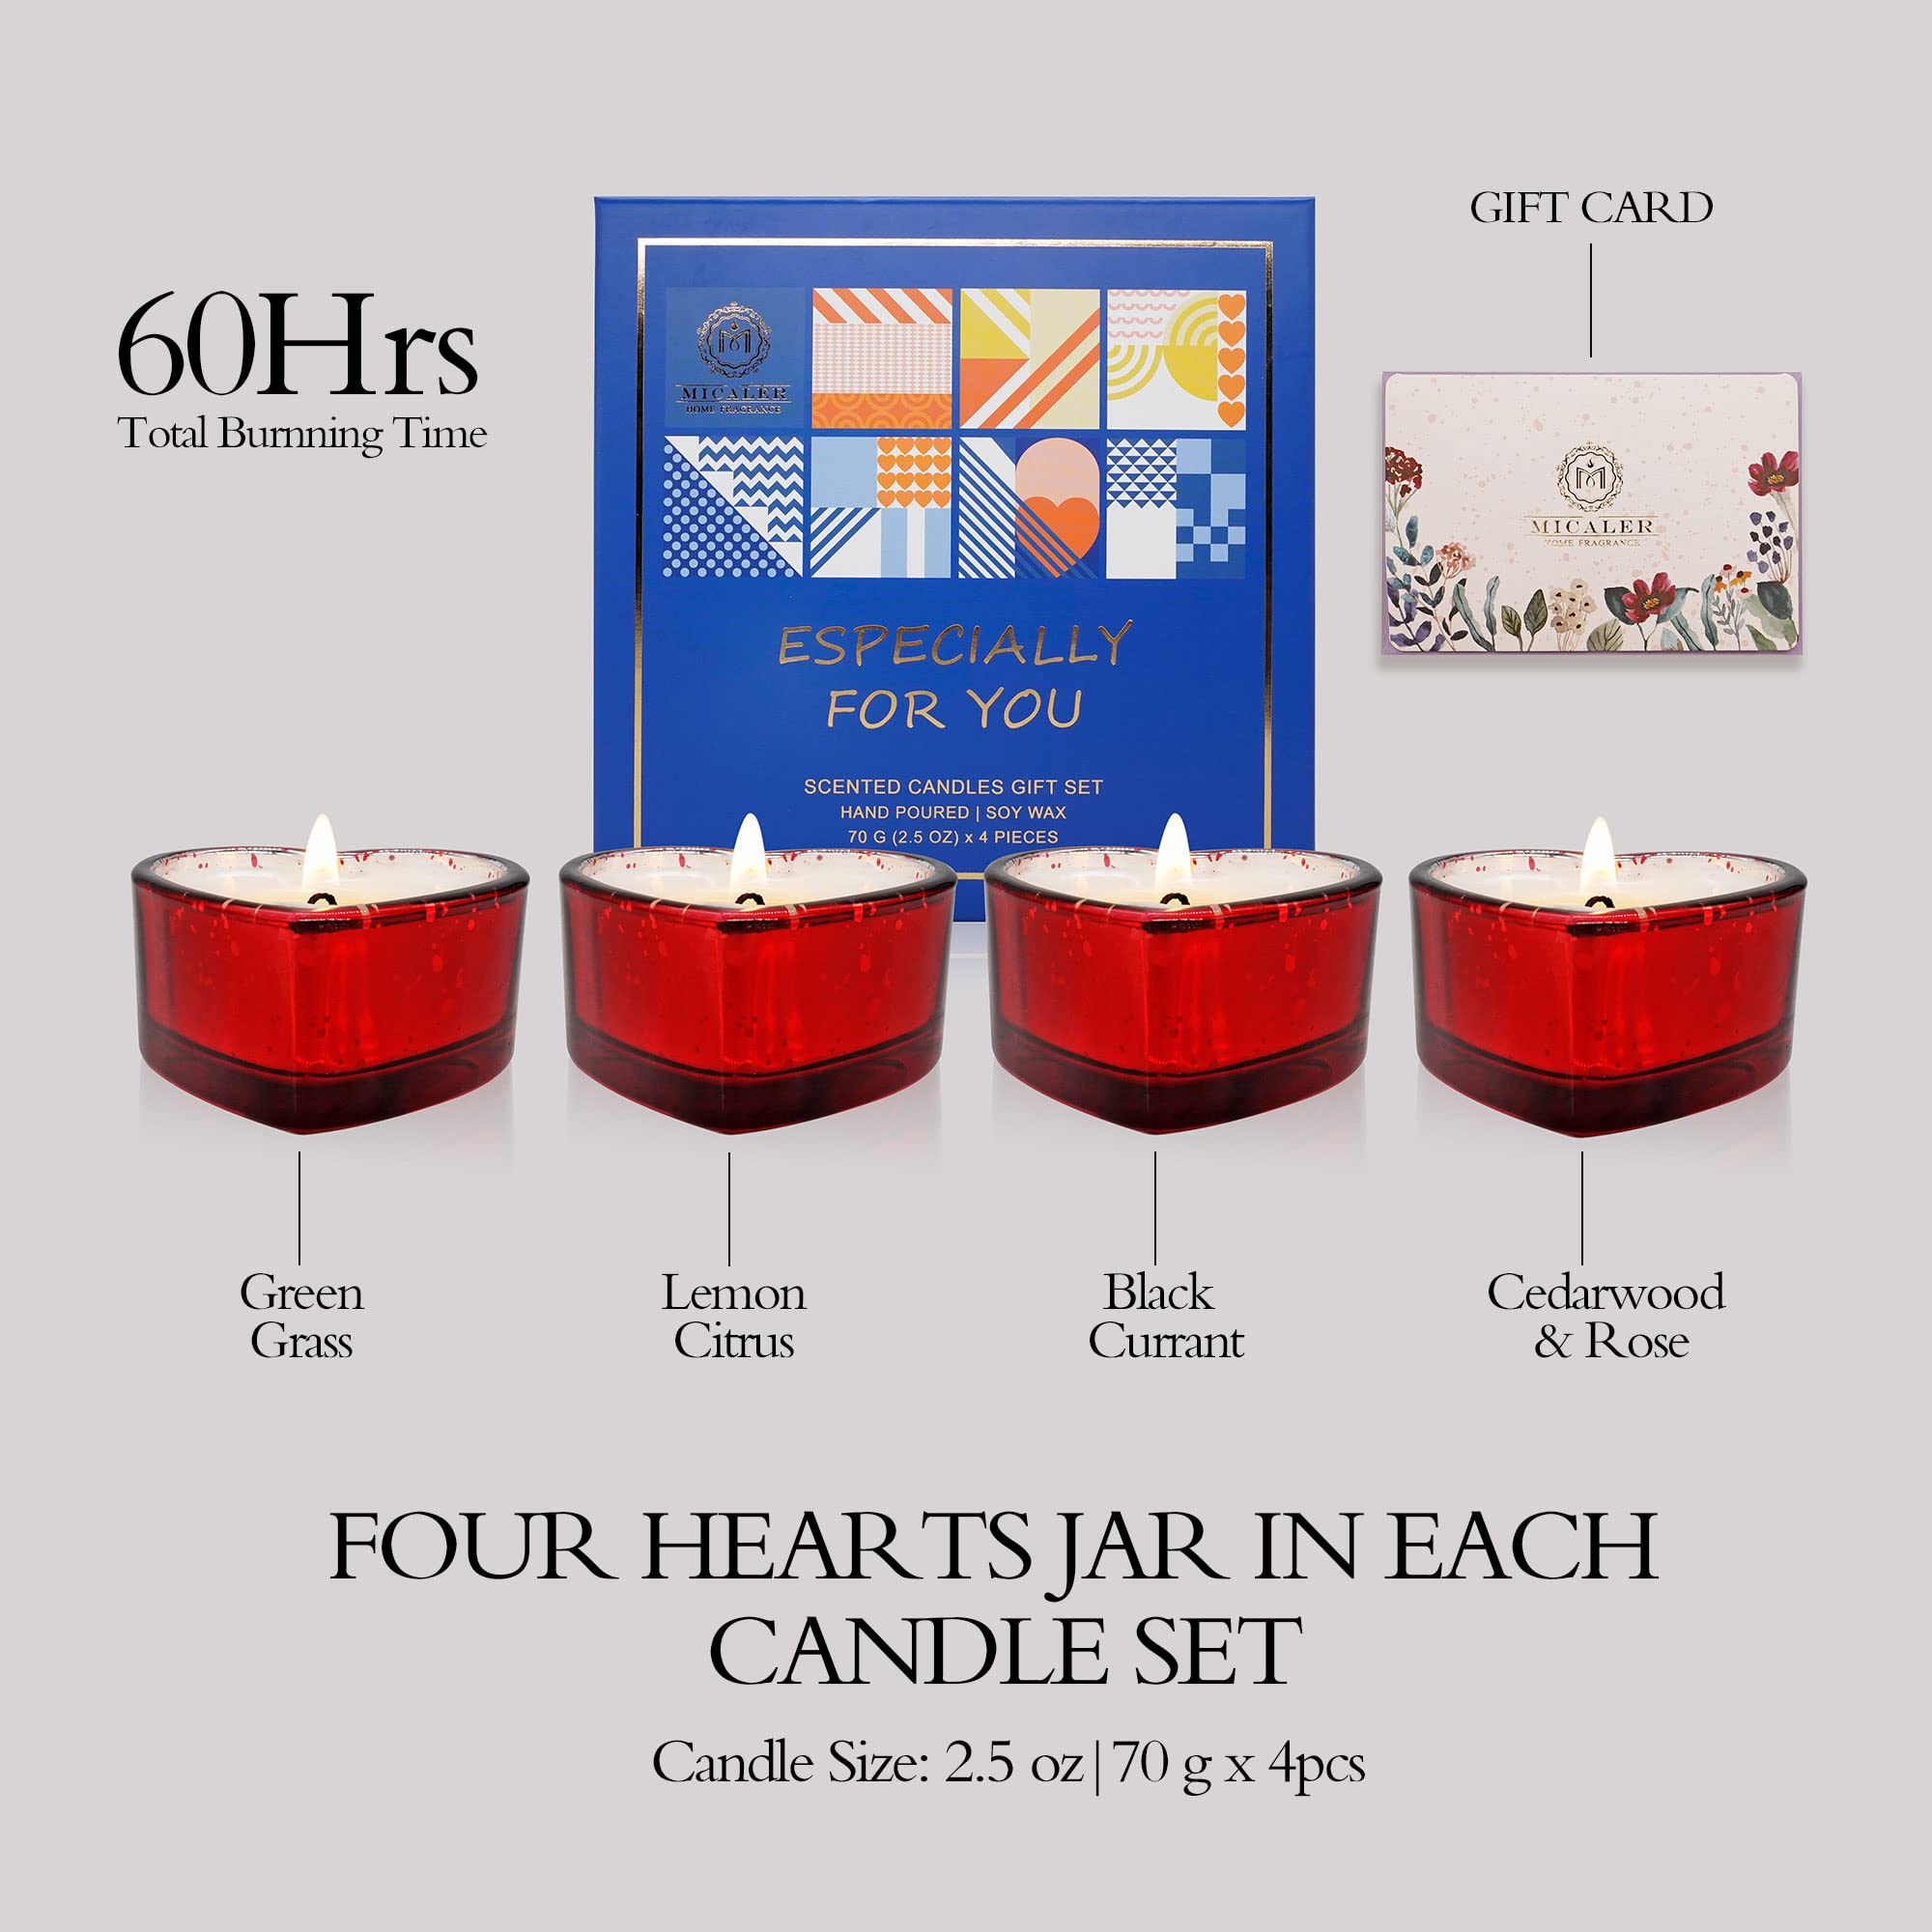 GIFT CARD
60Hrs
Total Burnning Time
MICALER
HOME FRAGRANCE
MICALER
HOME FRAGRANCE
ESPECIALLY
FOR YOU
SCENTED CANDLES GIFT SET
HAND POURED | SOY WAX
70 G (2.5 OZ) x 4 PIECES
Green
Grass
Lemon
Citrus
Black
Currant
Cedarwood
& Rose
FOUR HEARTS JAR IN EACH
CANDLE SET
Candle Size: 2.5 oz|70 g x 4pcs